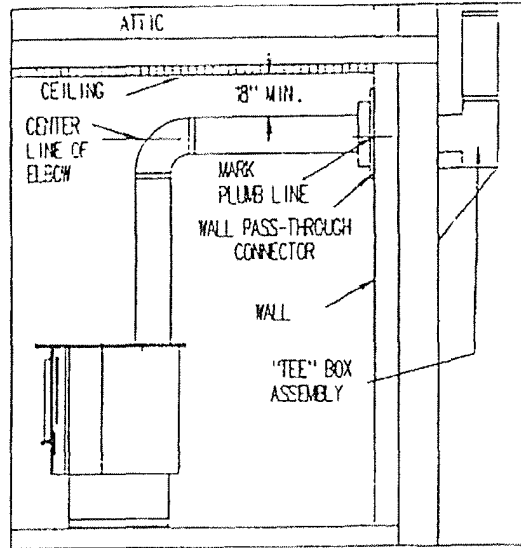 ATTIC
CEILING
18" MIN.
CENTER
LINE OF
ELBOW
MARK
PLUMB LINE
WALL PASS-THROUGH
CONNECTOR
WALL
"TEE" BOX
ASSEMBLY